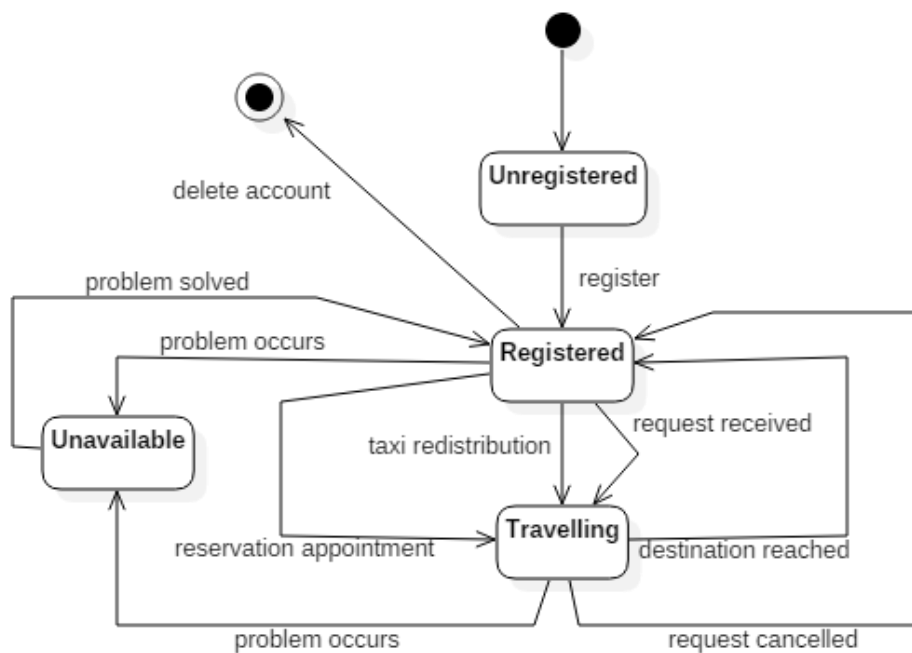 Unregistered
delete account
register
problem solved
problem occurs
Registered
request received
Unavailable
taxi redistribution
Travelling
reservation appointment
destination reached
problem occurs
request cancelled